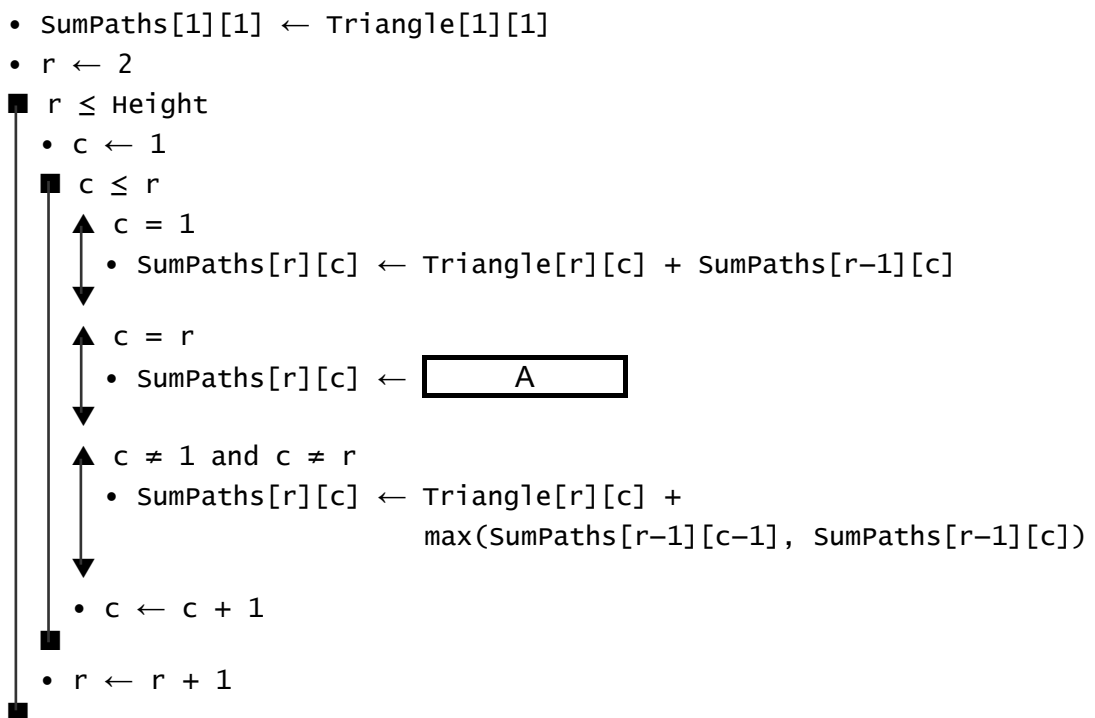 • SumPaths[1][1] ← Triangle[1][1]
• r ← 2
■ r ≤ Height
• c ← 1
■ c ≤ r
▲ c = 1
• SumPaths[r][c] ← Triangle[r][c] + SumPaths[r–1][c]
▲ c = r
• SumPaths[r][c] ← A
▲ c ≠ 1 and c ≠ r
• SumPaths[r][c] ← Triangle[r][c] +
max(SumPaths[r–1][c–1], SumPaths[r–1][c])
• c ← c + 1
• r ← r + 1